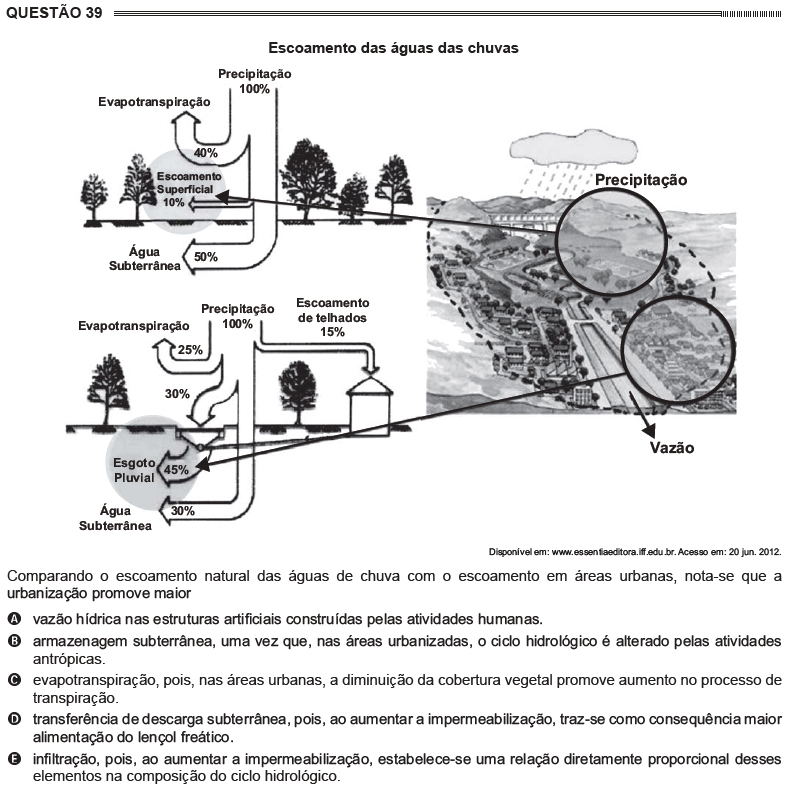 QUESTÃO 39
Escoamento das águas das chuvas
Precipitação
100%
Evapotranspiração
40%
Escoamento
Superficial
10%
Água
Subterrânea
50%
Precipitação
Precipitação
100%
Escoamento
de telhados
15%
Evapotranspiração
25%
30%
Esgoto
Pluvial
45%
Água
Subterrânea
30%
Vazão
Disponível em: www.essentiaeditora.iff.edu.br. Acesso em: 20 jun. 2012.
Comparando o escoamento natural das águas de chuva com o escoamento em áreas urbanas, nota-se que a
urbanização promove maior
A vazão hídrica nas estruturas artificiais construídas pelas atividades humanas.
B armazenagem subterrânea, uma vez que, nas áreas urbanizadas, o ciclo hidrológico é alterado pelas atividades
antrópicas.
C evapotranspiração, pois, nas áreas urbanas, a diminuição da cobertura vegetal promove aumento no processo de
transpiração.
D transferência de descarga subterrânea, pois, ao aumentar a impermeabilização, traz-se como consequência maior
alimentação do lençol freático.
E infiltração, pois, ao aumentar a impermeabilização, estabelece-se uma relação diretamente proporcional desses
elementos na composição do ciclo hidrológico.